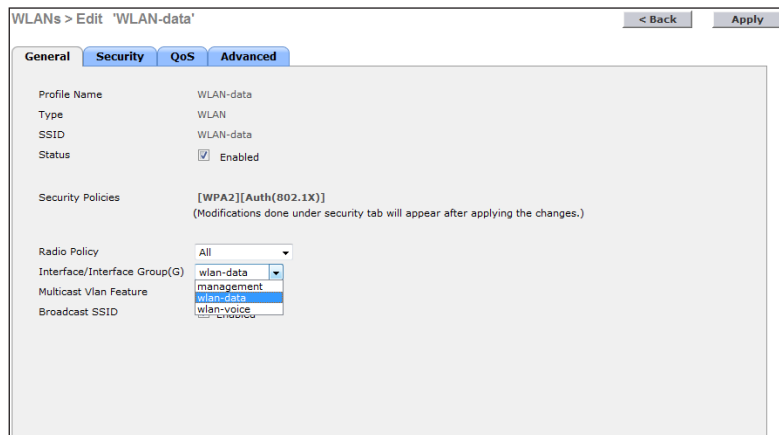 WLANs > Edit 'WLAN-data'
< Back Apply
General Security QoS Advanced
Profile Name WLAN-data
Type WLAN
SSID WLAN-data
Status Enabled
Security Policies [WPA2][Auth(802.1X)]
(Modifications done under security tab will appear after applying the changes.)
Radio Policy All
Interface/Interface Group(G) wlan-data
management
Multicast Vlan Feature wlan-data
Broadcast SSID wlan-voice
Enabled